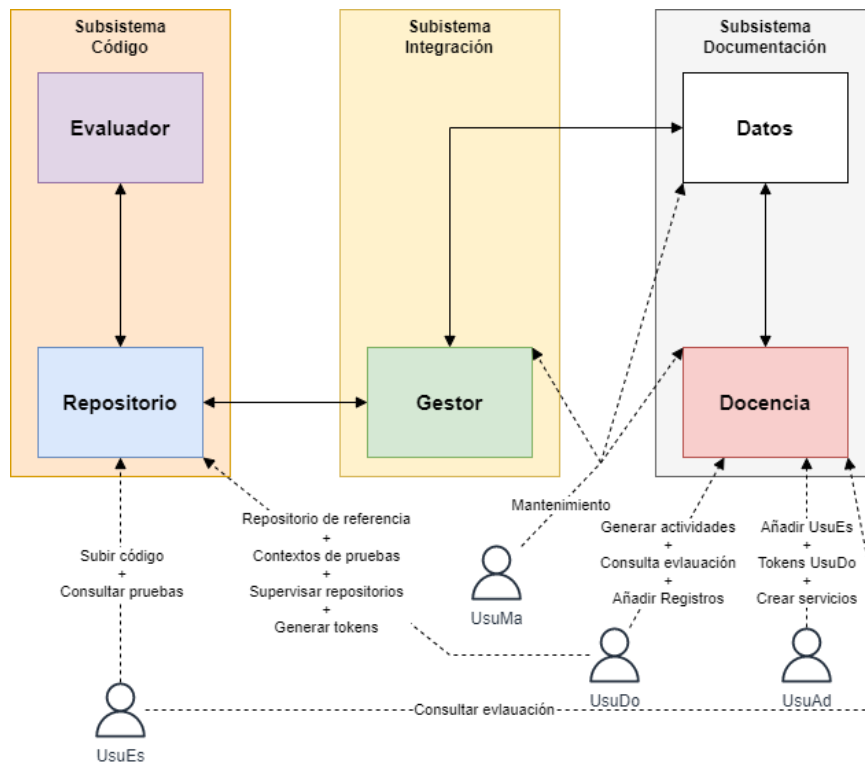 Subsistema
Código
Subsistema
Integración
Subsistema
Documentación
Evaluador
Datos
Repositorio
Gestor
Docencia
Subir código
+
Consultar pruebas
Repositorio de referencia
+
Contextos de pruebas
+
Supervisar repositorios
+
Generar tokens
Mantenimiento
Generar actividades
+
Consulta evlauación
+
Añadir Registros
Añadir UsuEs
+
Tokens UsuDo
+
Crear servicios
UsuMa
UsuDo
UsuAd
Consultar evlauación
UsuEs